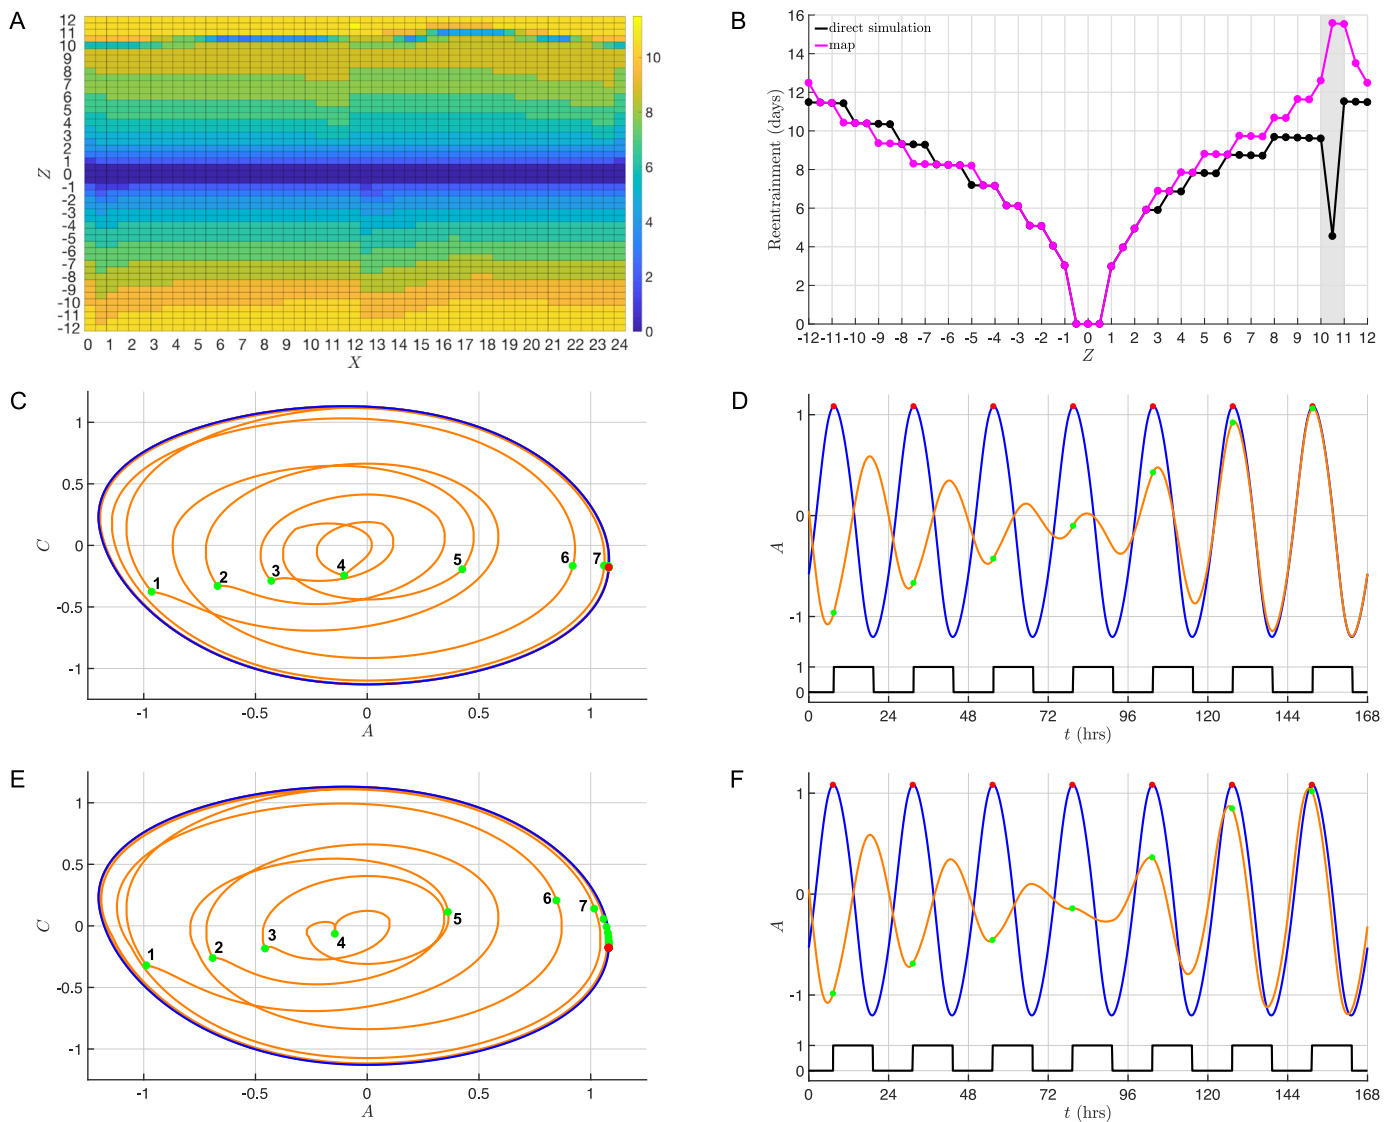 A
12
11
10
9
8
7
6
5
4
3
2
1
0
-1
-2
-3
-4
-5
-6
-7
-8
-9
-10
-11
-12
Z
0 1 2 3 4 5 6 7 8 9 10 11 12 13 14 15 16 17 18 19 20 21 22 23 24
X
10
8
6
4
2
0
B
direct simulation
map
16
14
12
10
8
6
4
2
0
Reentrainment (days)
-12 -11 -10 -9 -8 -7 -6 -5 -4 -3 -2 -1 0 1 2 3 4 5 6 7 8 9 10 11 12
Z
C
1
0.5
0
-0.5
-1
C
1 2 3 4 5 6 7
-1 -0.5 0 0.5 1
A
D
1
0
-1
A
1
0
0 24 48 72 96 120 144 168
t (hrs)
E
1
0.5
0
-0.5
-1
C
1 2 3 4 5 6 7
-1 -0.5 0 0.5 1
A
F
1
0
-1
A
1
0
0 24 48 72 96 120 144 168
t (hrs)